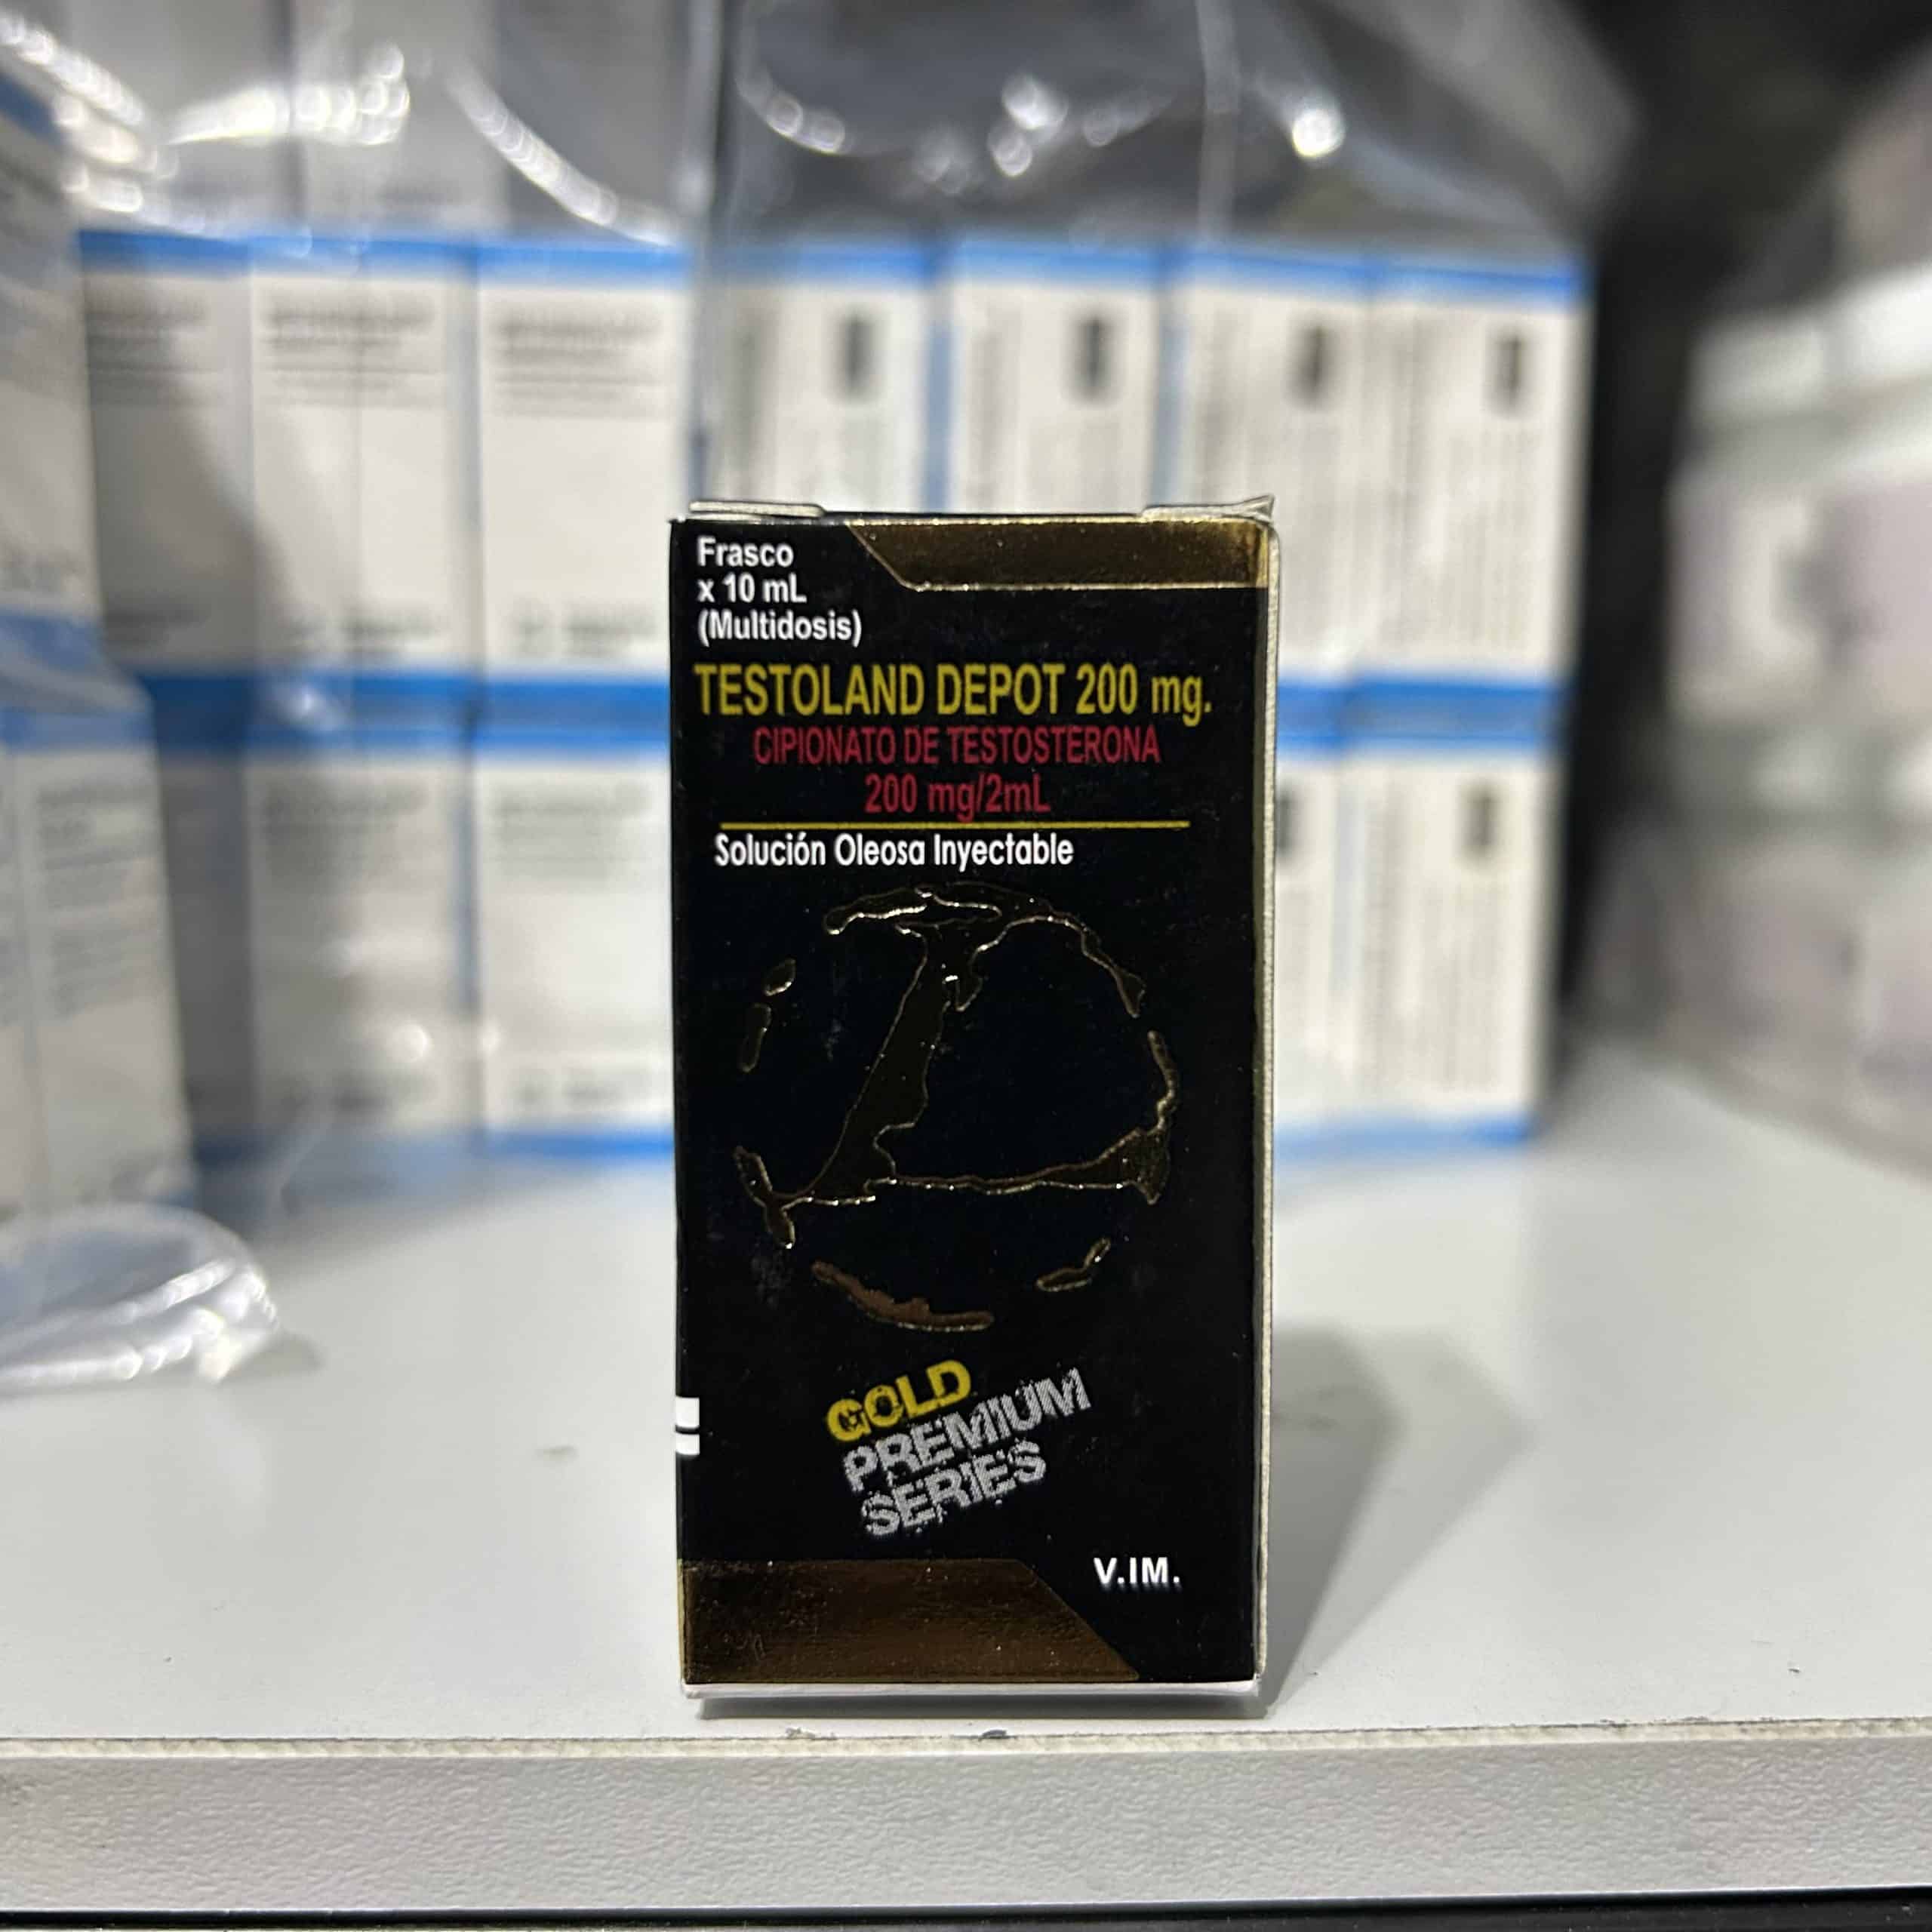 Frasco
x 10 mL
(Multidosis)
TESTOLAND DEPOT 200 mg.
CIPIONATO DE TESTOSTERONA
200 mg/2mL
Solución Oleosa Inyectable
GOLD
PREMIUM
SERIES
V.IM.